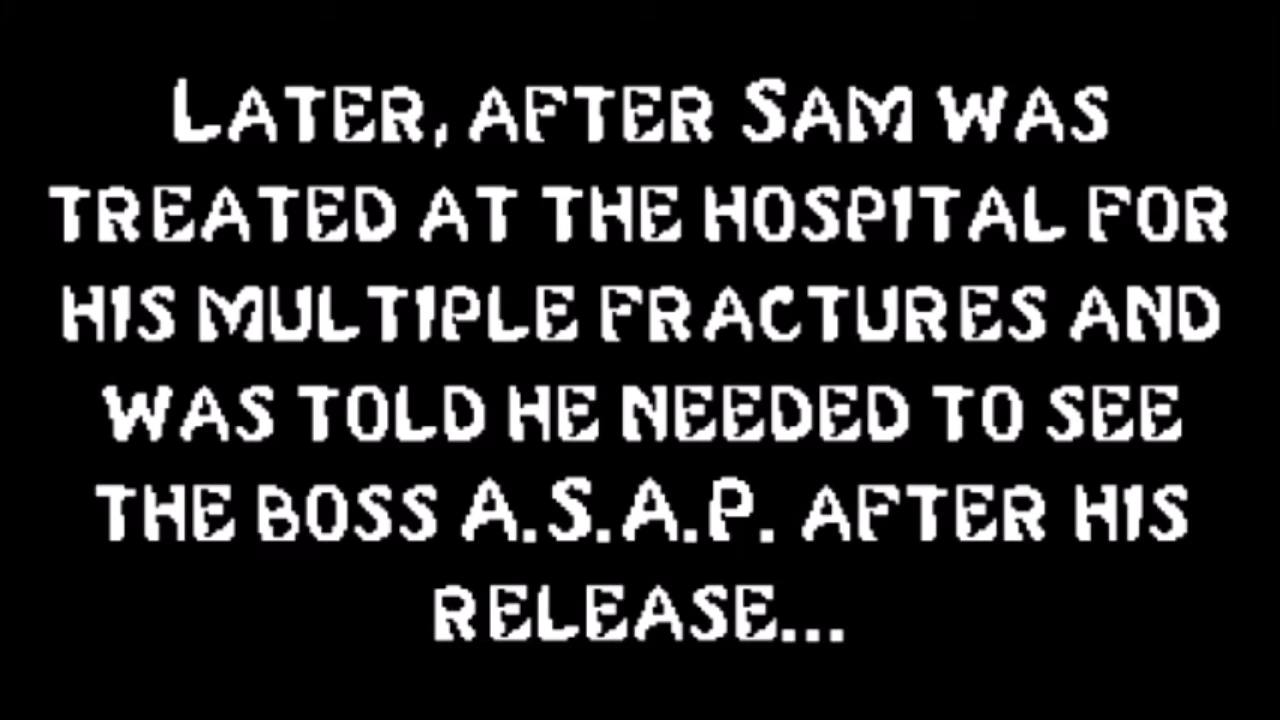 Later, after Sam was
treated at the hospital for
his multiple fractures and
was told he needed to see
the boss A.S.A.P. after his
release...